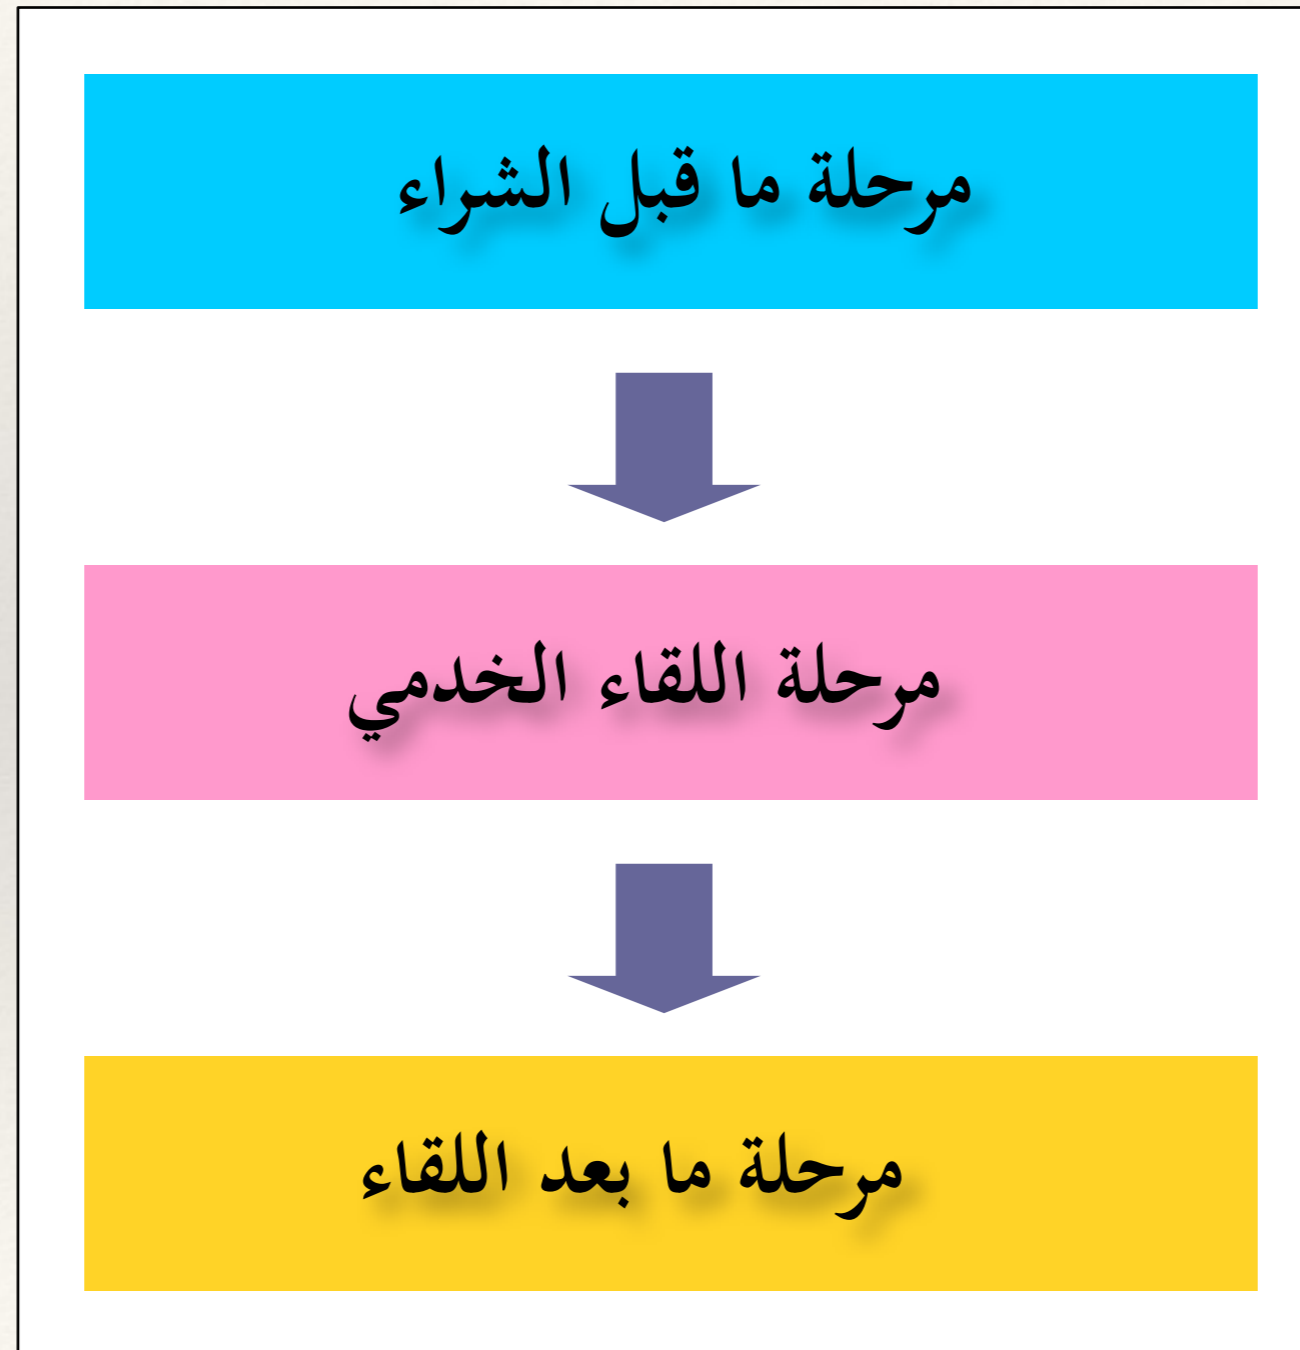 مرحلة ما قبل الشراء
مرحلة اللقاء الخدمي
مرحلة ما بعد اللقاء